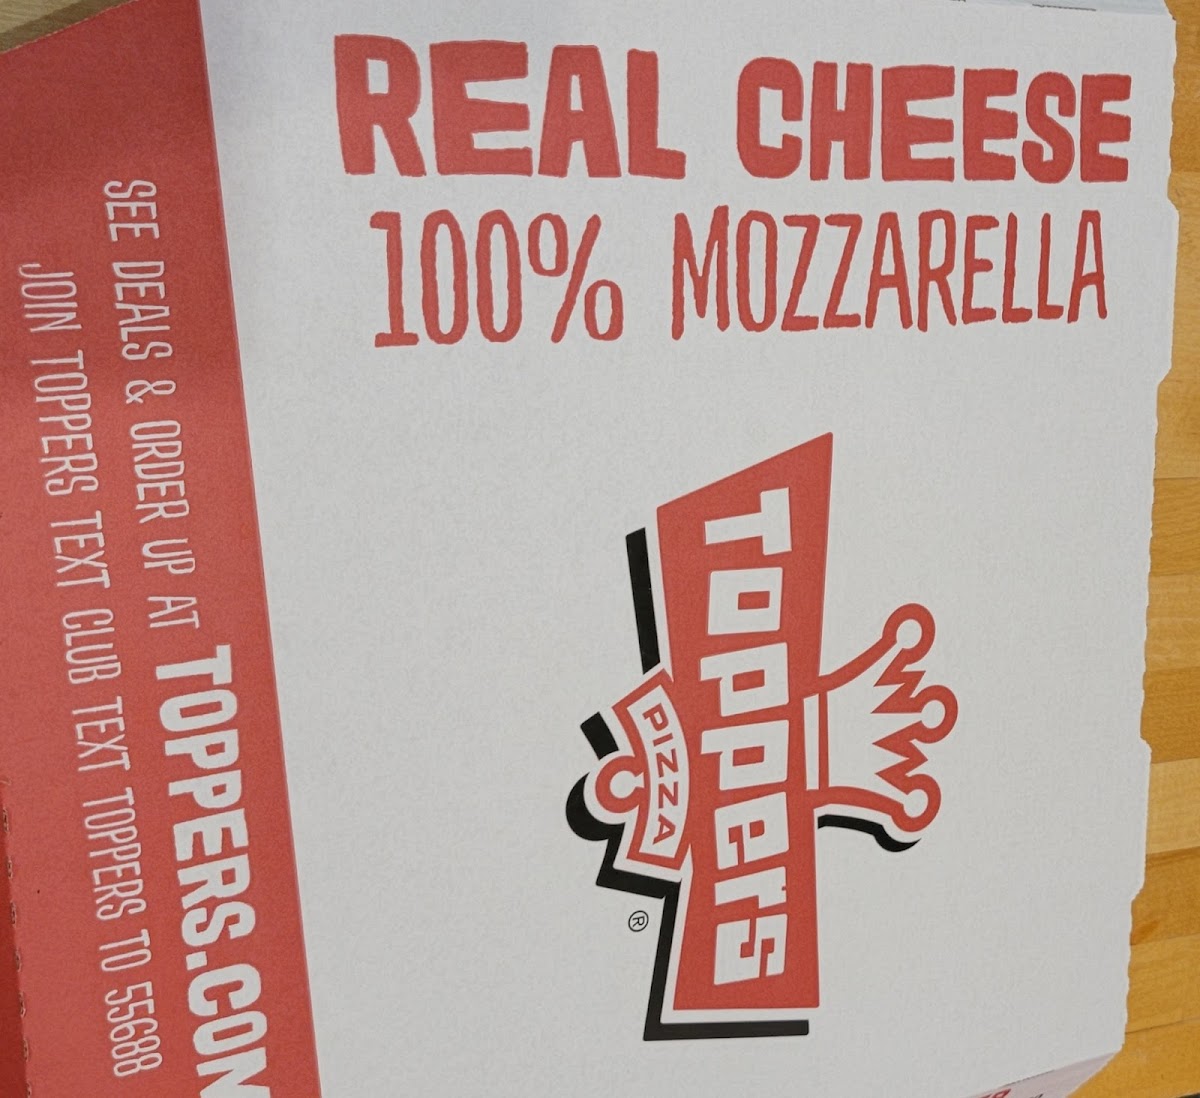 REAL CHEESE
100% MOZZARELLA
Toppers
PIZZA
®
SEE DEALS & ORDER UP AT TOPPERS.COM
JOIN TOPPERS TEXT CLUB TEXT TOPPERS TO 55688